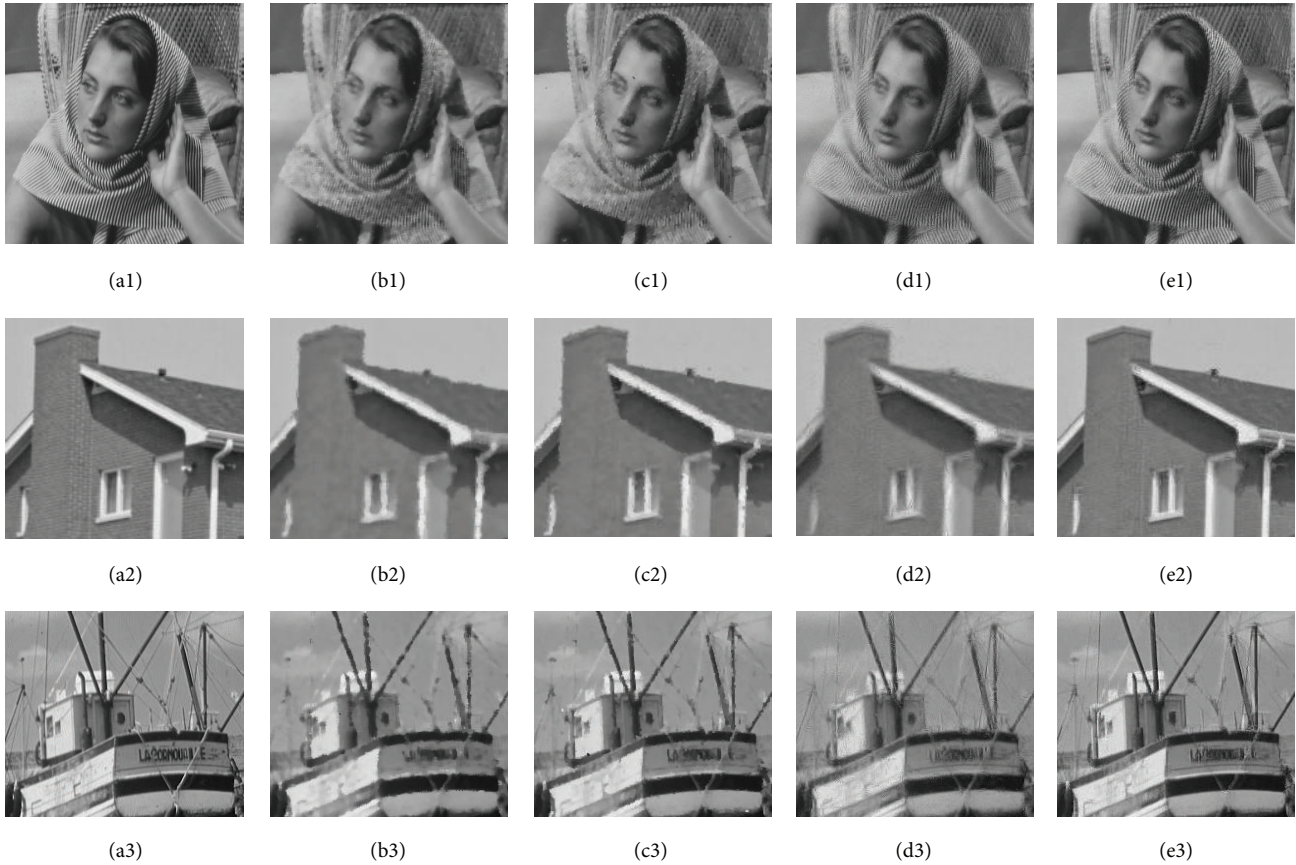 (a1) (b1) (c1) (d1) (e1)
(a2) (b2) (c2) (d2) (e2)
(a3) (b3) (c3) (d3) (e3)